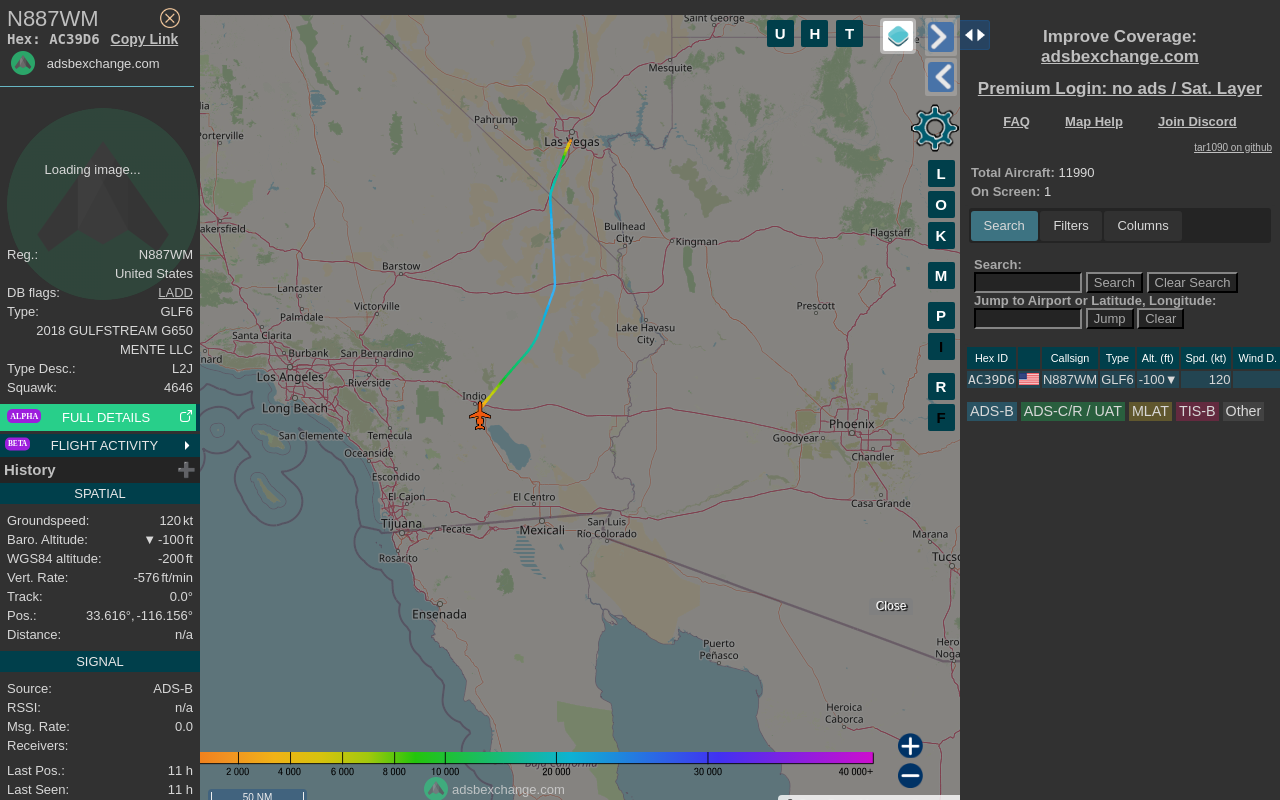 N887WM
Hex: AC39D6 Copy Link
adsbexchange.com
Loading image...
Reg.: N887WM
United States
DB flags: LADD
Type: GLF6
2018 GULFSTREAM G650
MENTE LLC
Type Desc.: L2J
Squawk: 4646
ALPHA FULL DETAILS
BETA FLIGHT ACTIVITY
History
SPATIAL
Groundspeed: 120 kt
Baro. Altitude: ▼ -100 ft
WGS84 altitude: -200 ft
Vert. Rate: -576 ft/min
Track: 0.0°
Pos.: 33.616°, -116.156°
Distance: n/a
SIGNAL
Source: ADS-B
RSSI: n/a
Msg. Rate: 0.0
Receivers:
Last Pos.: 11 h
Last Seen: 11 h
Saint George
U H T
Mesquite
Pahrump
Porterville
Las Vegas
Bullhead
City
Kingman
Flagstaff
Barstow
Lancaster
Victorville
Palmdale
Prescott
Santa Clarita
Lake Havasu
City
Burbank
San Bernardino
Los Angeles
Riverside
Indio
Long Beach
Phoenix
San Clemente
Temecula
Goodyear
Oceanside
Chandler
Escondido
El Cajon
El Centro
Casa Grande
Tijuana
Tecate
Mexicali
San Luis
Río Colorado
Marana
Rosarito
Close
Ensenada
Puerto
Peñasco
Heroica
Caborca
L
O
K
M
P
I
R
F
2 000 4 000 6 000 8 000 10 000 20 000 30 000 40 000+
Baja California
adsbexchange.com
50 NM
Improve Coverage:
adsbexchange.com
Premium Login: no ads / Sat. Layer
FAQ Map Help Join Discord
tar1090 on github
Total Aircraft: 11990
On Screen: 1
Search Filters Columns
Search:
Search Clear Search
Jump to Airport or Latitude, Longitude:
Jump Clear
Hex ID Callsign Type Alt. (ft) Spd. (kt) Wind D.
AC39D6 N887WM GLF6 -100▼ 120
ADS-B ADS-C/R / UAT MLAT TIS-B Other